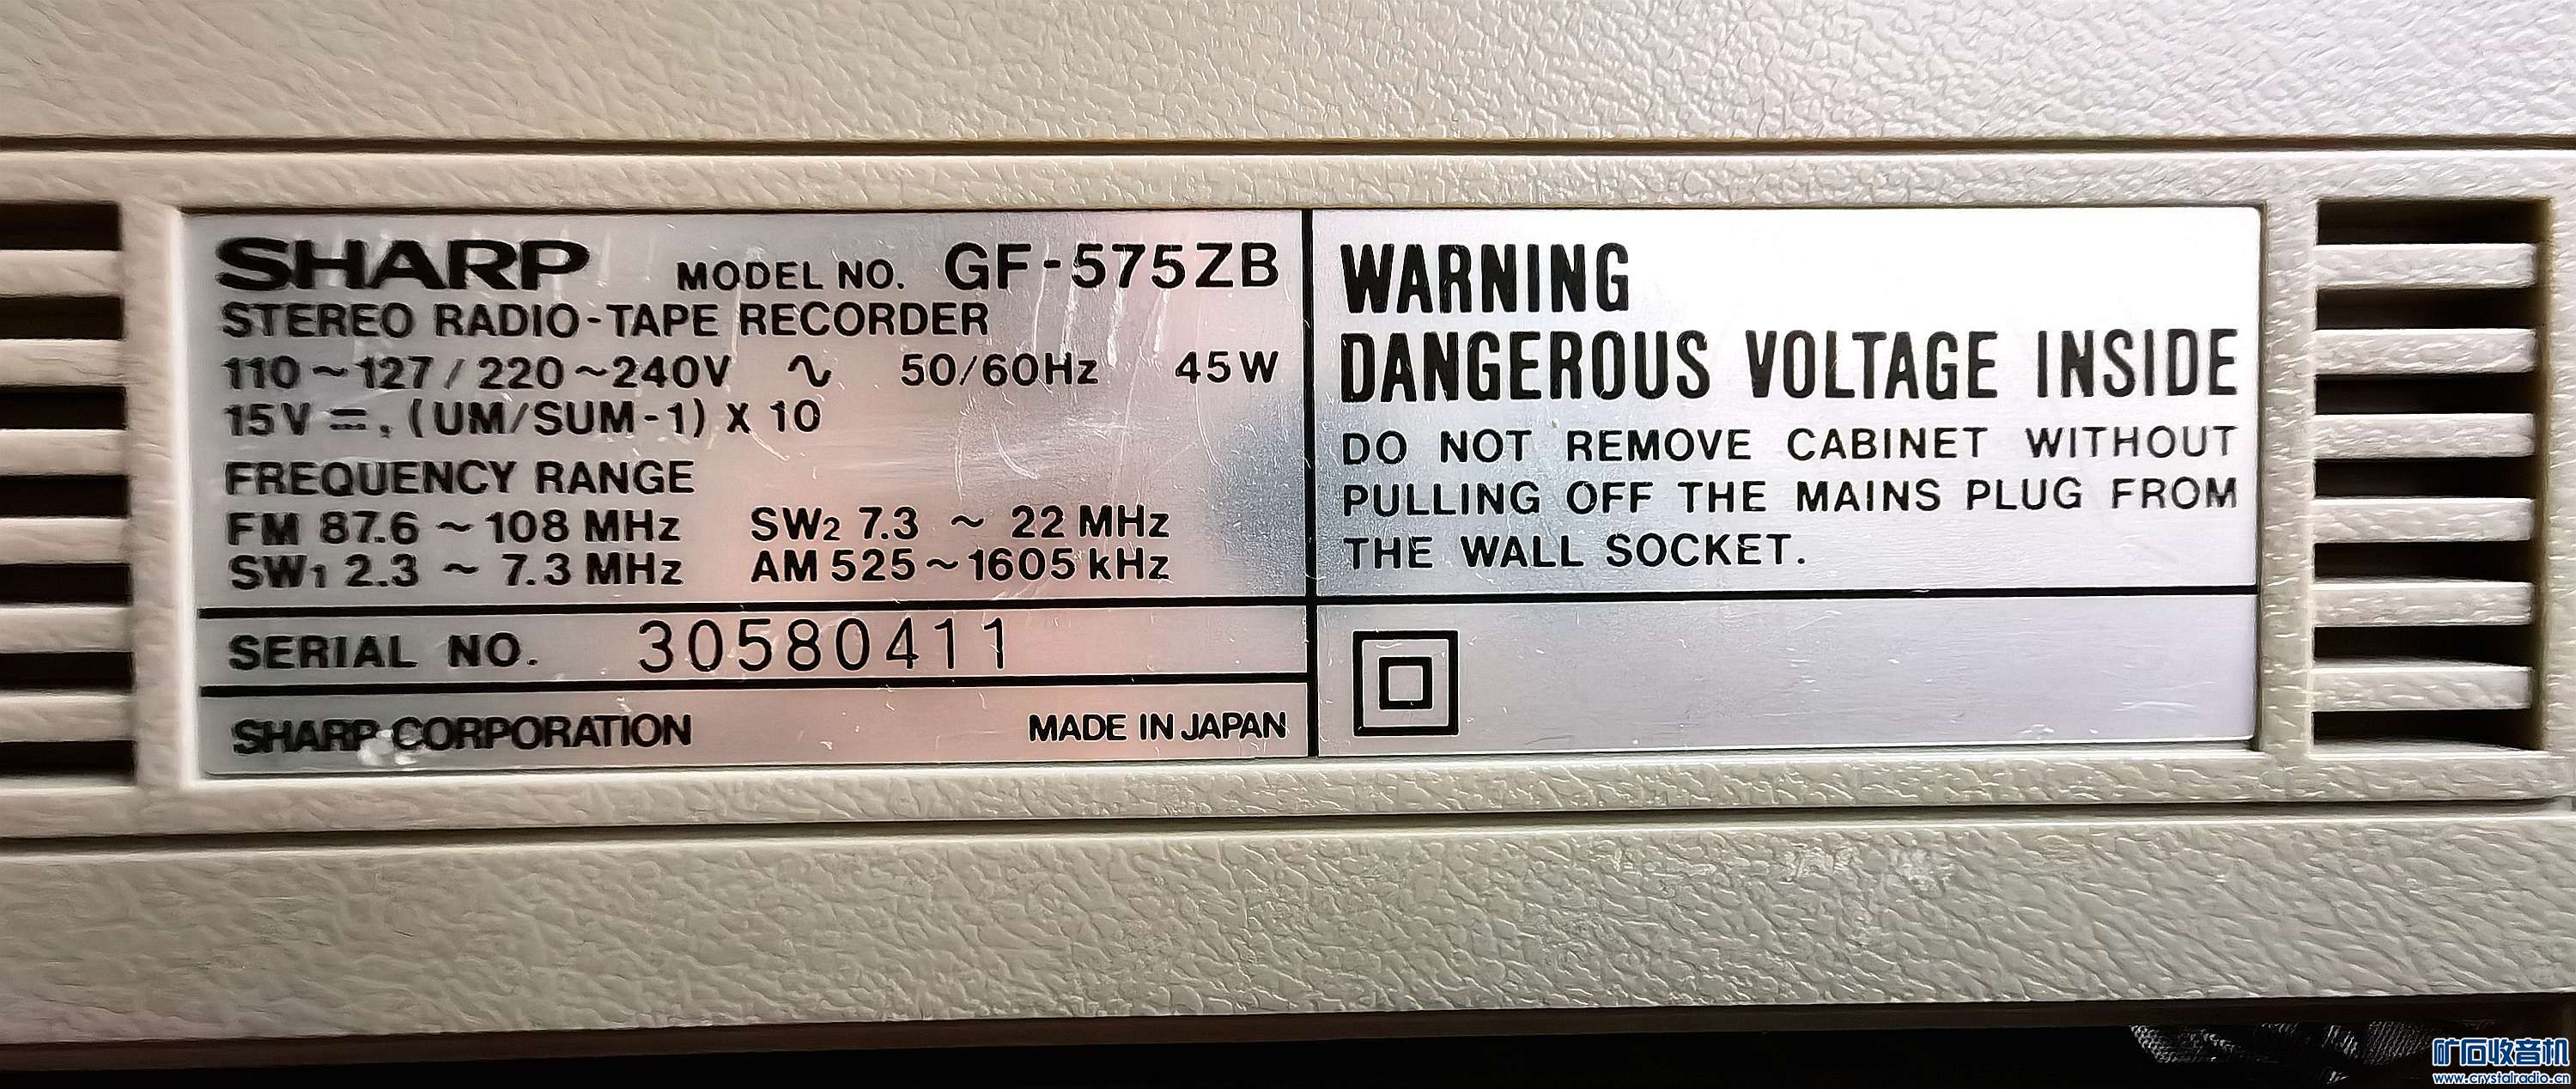 SHARP MODEL NO. GF-575ZB
STEREO RADIO-TAPE RECORDER
110~127/220~240V ∿ 50/60Hz 45W
15V ⎓, (UM/SUM-1) X 10
FREQUENCY RANGE
FM 87.6 ~ 108 MHz SW2 7.3 ~ 22 MHz
SW1 2.3 ~ 7.3 MHz AM 525~1605 kHz
SERIAL NO. 30580411
SHARP CORPORATION MADE IN JAPAN
WARNING
DANGEROUS VOLTAGE INSIDE
DO NOT REMOVE CABINET WITHOUT
PULLING OFF THE MAINS PLUG FROM
THE WALL SOCKET.
矿石收音机
www.crystalradio.cn